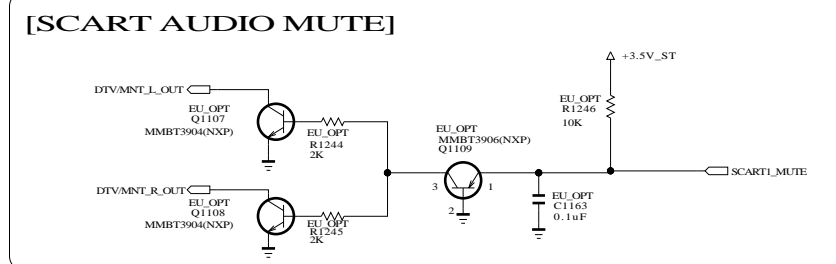 [SCART AUDIO MUTE]
+3.5V_ST
DTV/MNT_L_OUT
EU_OPT
Q1107
MMBT3904(NXP)
EU_OPT
R1244
2K
EU_OPT
R1246
10K
EU_OPT
MMBT3906(NXP)
Q1109
3
1
2
SCART1_MUTE
DTV/MNT_R_OUT
EU_OPT
Q1108
MMBT3904(NXP)
EU_OPT
R1245
2K
EU_OPT
C1163
0.1uF